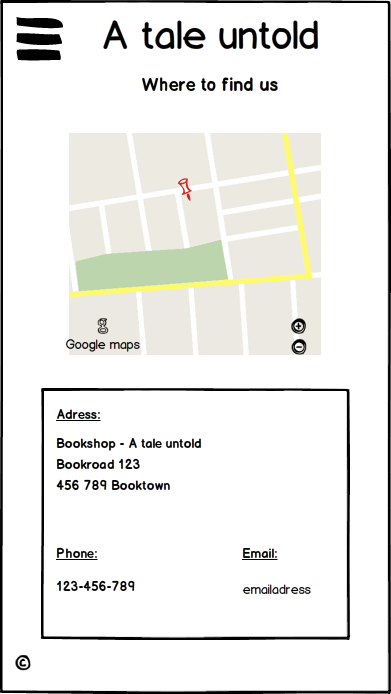 A tale untold
Where to find us
g
Google maps
Adress:
Bookshop - A tale untold
Bookroad 123
456 789 Booktown
Phone:
Email:
123-456-789
emailadress
©